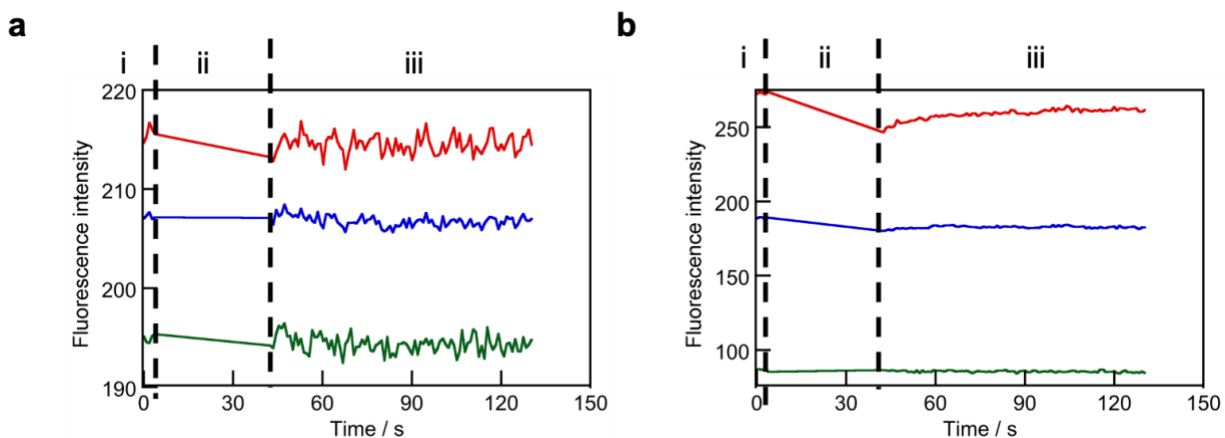 a
i ii iii
220
210
200
190
Fluorescence intensity
0 30 60 90 120 150
Time / s
b
i ii iii
250
200
150
100
Fluorescence intensity
0 30 60 90 120 150
Time / s